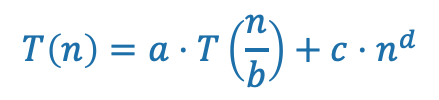 T(n) = a · T(n/b) + c · n^d